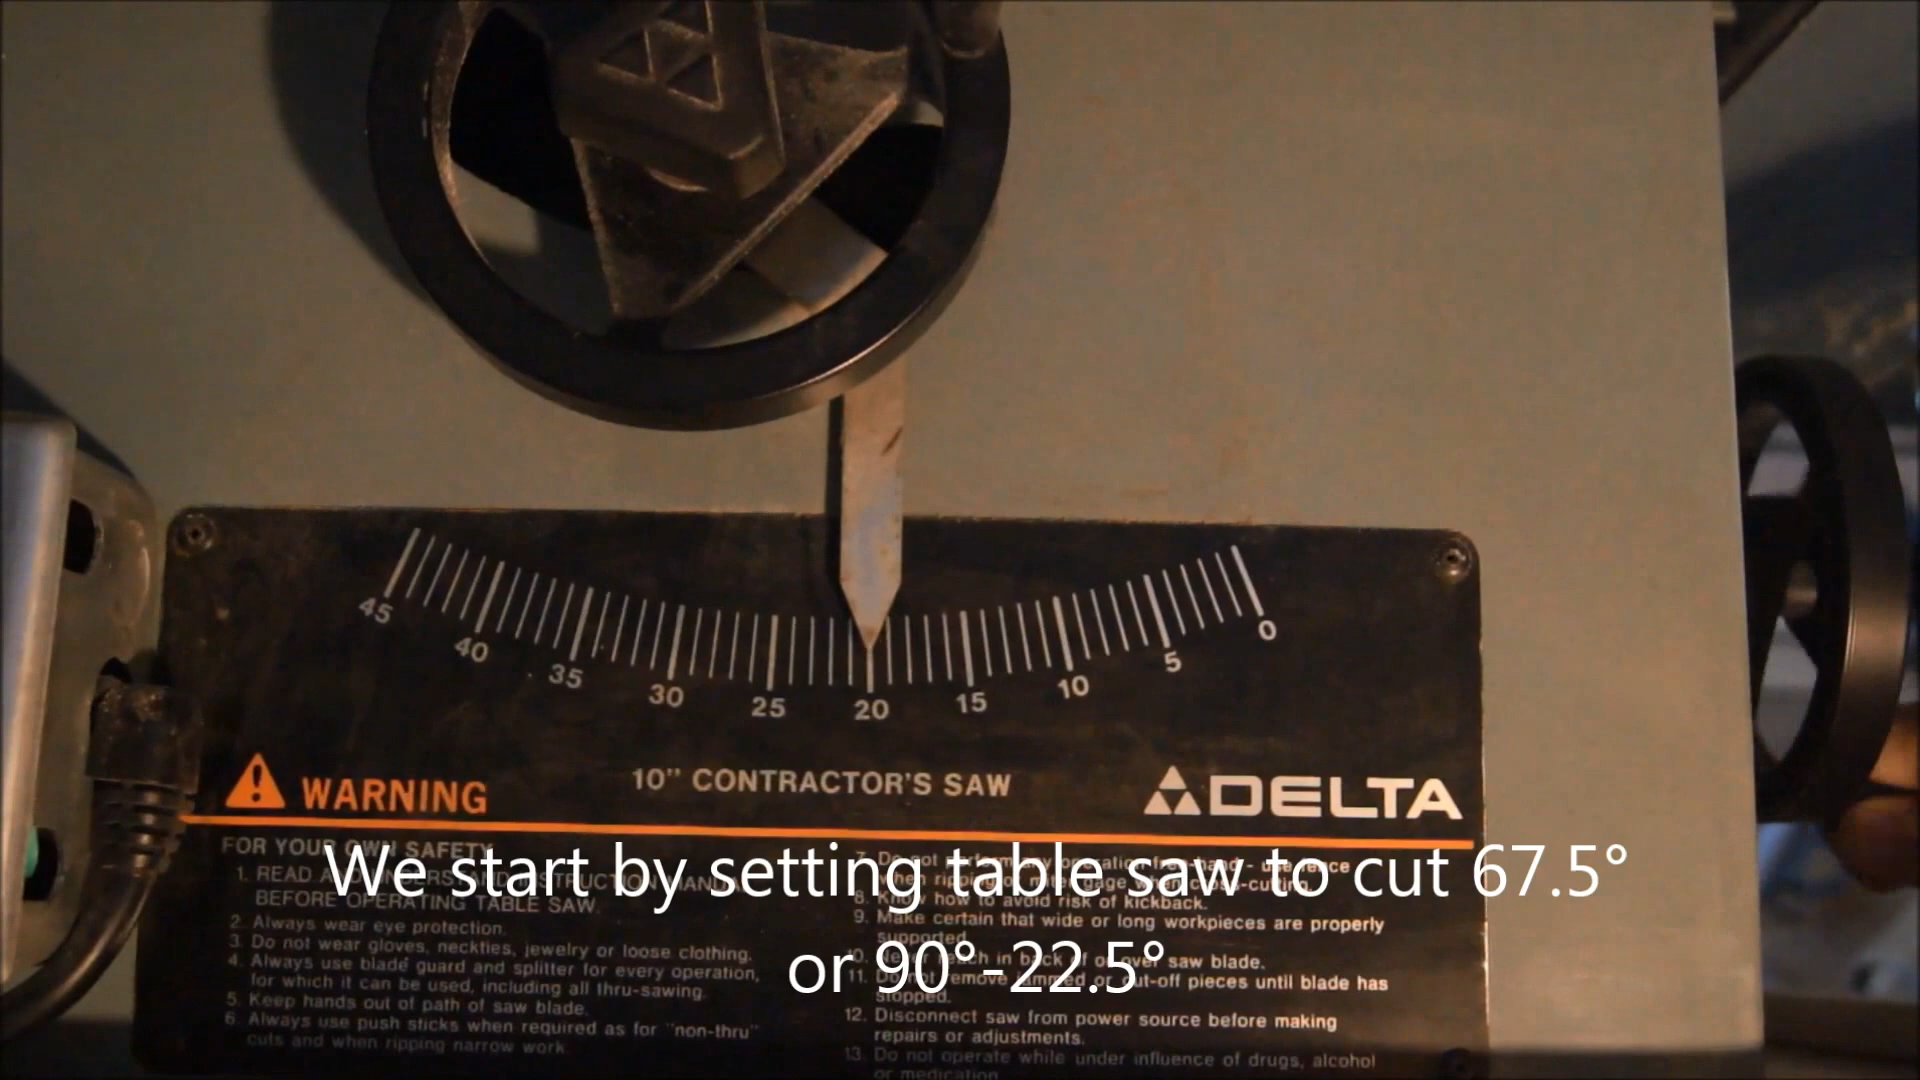 45
40
35
30
25
20
15
10
5
0
WARNING
10" CONTRACTOR'S SAW
DELTA
FOR YOUR OWN SAFETY
1. READ AND UNDERSTAND INSTRUCTION MANUAL
BEFORE OPERATING TABLE SAW.
2. Always wear eye protection.
3. Do not wear gloves, neckties, jewelry or loose clothing.
4. Always use blade guard and splitter for every operation,
for which it can be used, including all thru-sawing.
5. Keep hands out of path of saw blade.
6. Always use push sticks when required as for "non-thru"
cuts and when ripping narrow work.
7. Do not perform any operation free-hand - use fence
when ripping or miter gage when cross-cutting.
8. Know how to avoid risk of kickback.
9. Make certain that wide or long workpieces are properly
supported.
10. Never reach in back of or over saw blade.
11. Do not remove jammed or cut-off pieces until blade has
stopped.
12. Disconnect saw from power source before making
repairs or adjustments.
13. Do not operate while under influence of drugs, alcohol
or medication.
We start by setting table saw to cut 67.5°
or 90°-22.5°